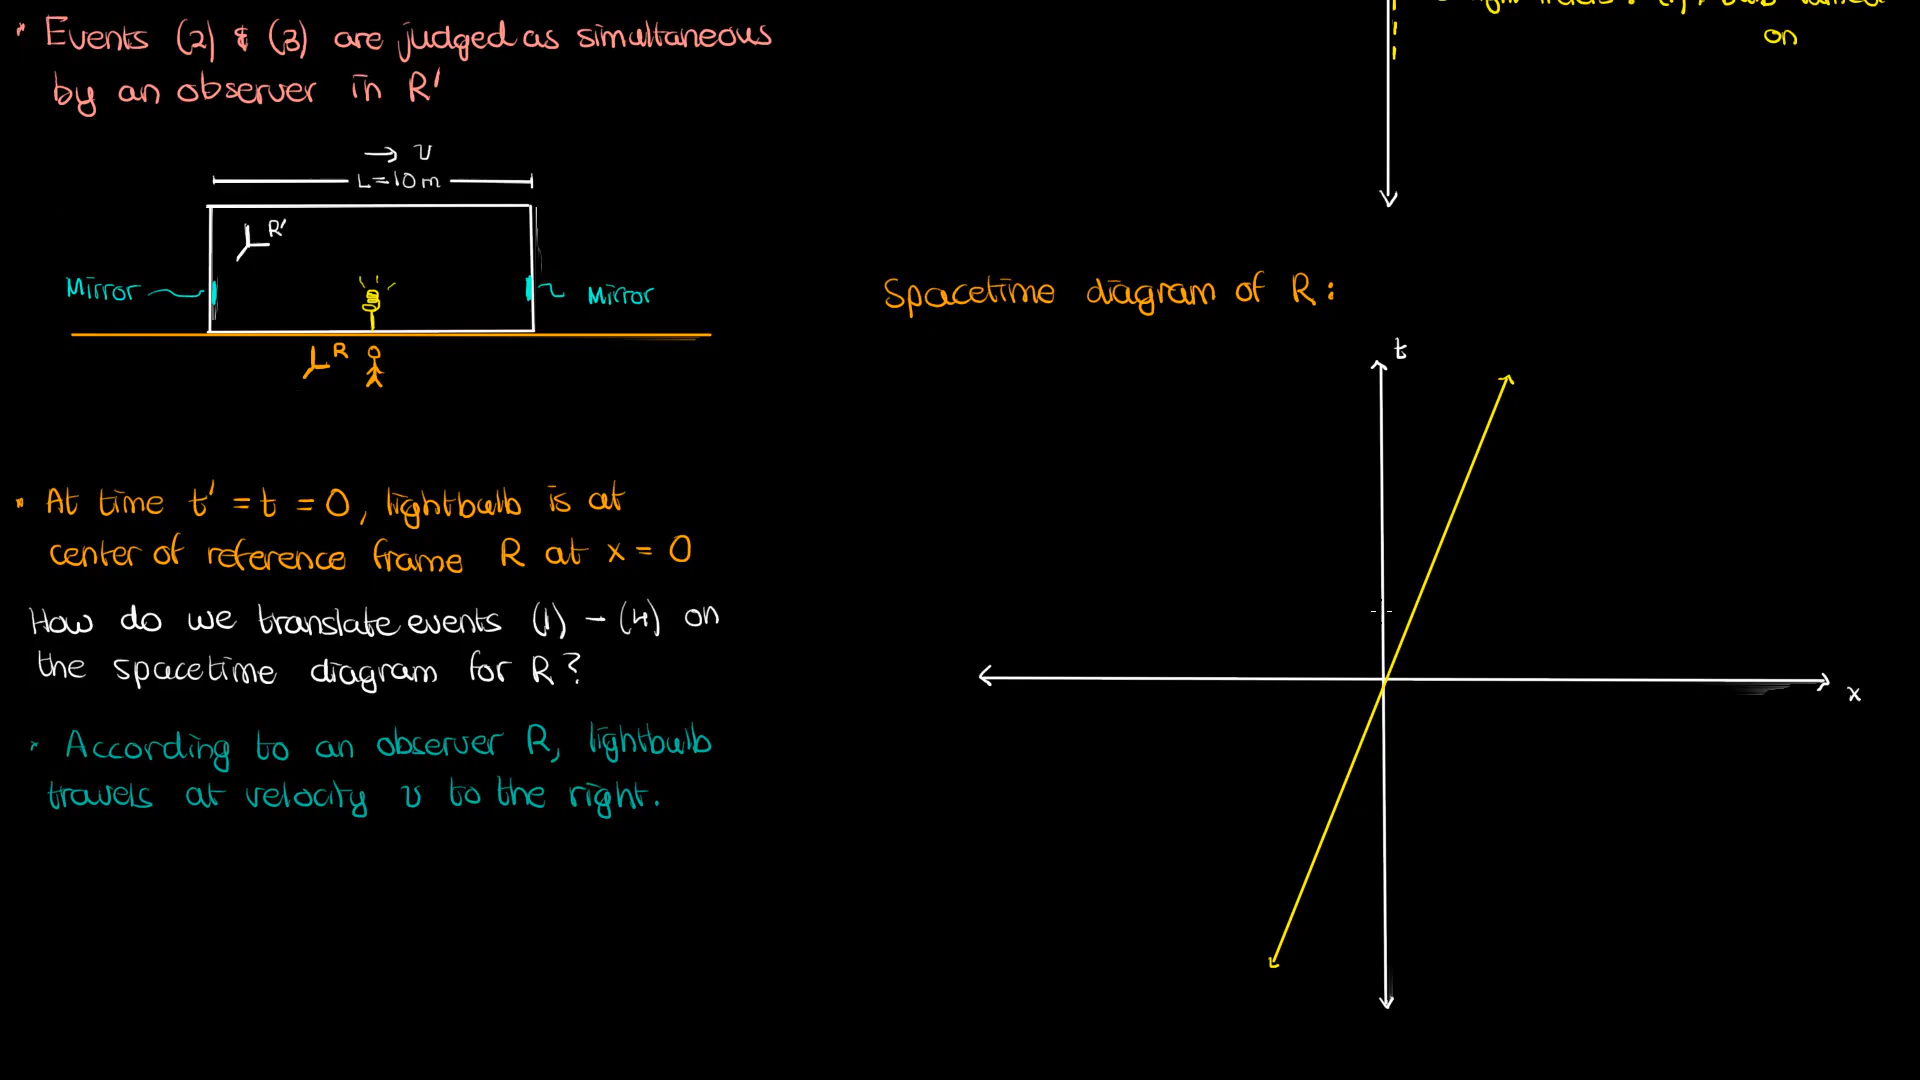 * Events (2) & (3) are judged as simultaneous
by an observer in R'
→ v
L=10m
R'
Mirror
Mirror
R
on
Spacetime diagram of R:
t
x
• At time t' = t = 0, lightbulb is at
center of reference frame R at x = 0
How do we translate events (1) - (4) on
the spacetime diagram for R?
* According to an observer R, lightbulb
travels at velocity v to the right.